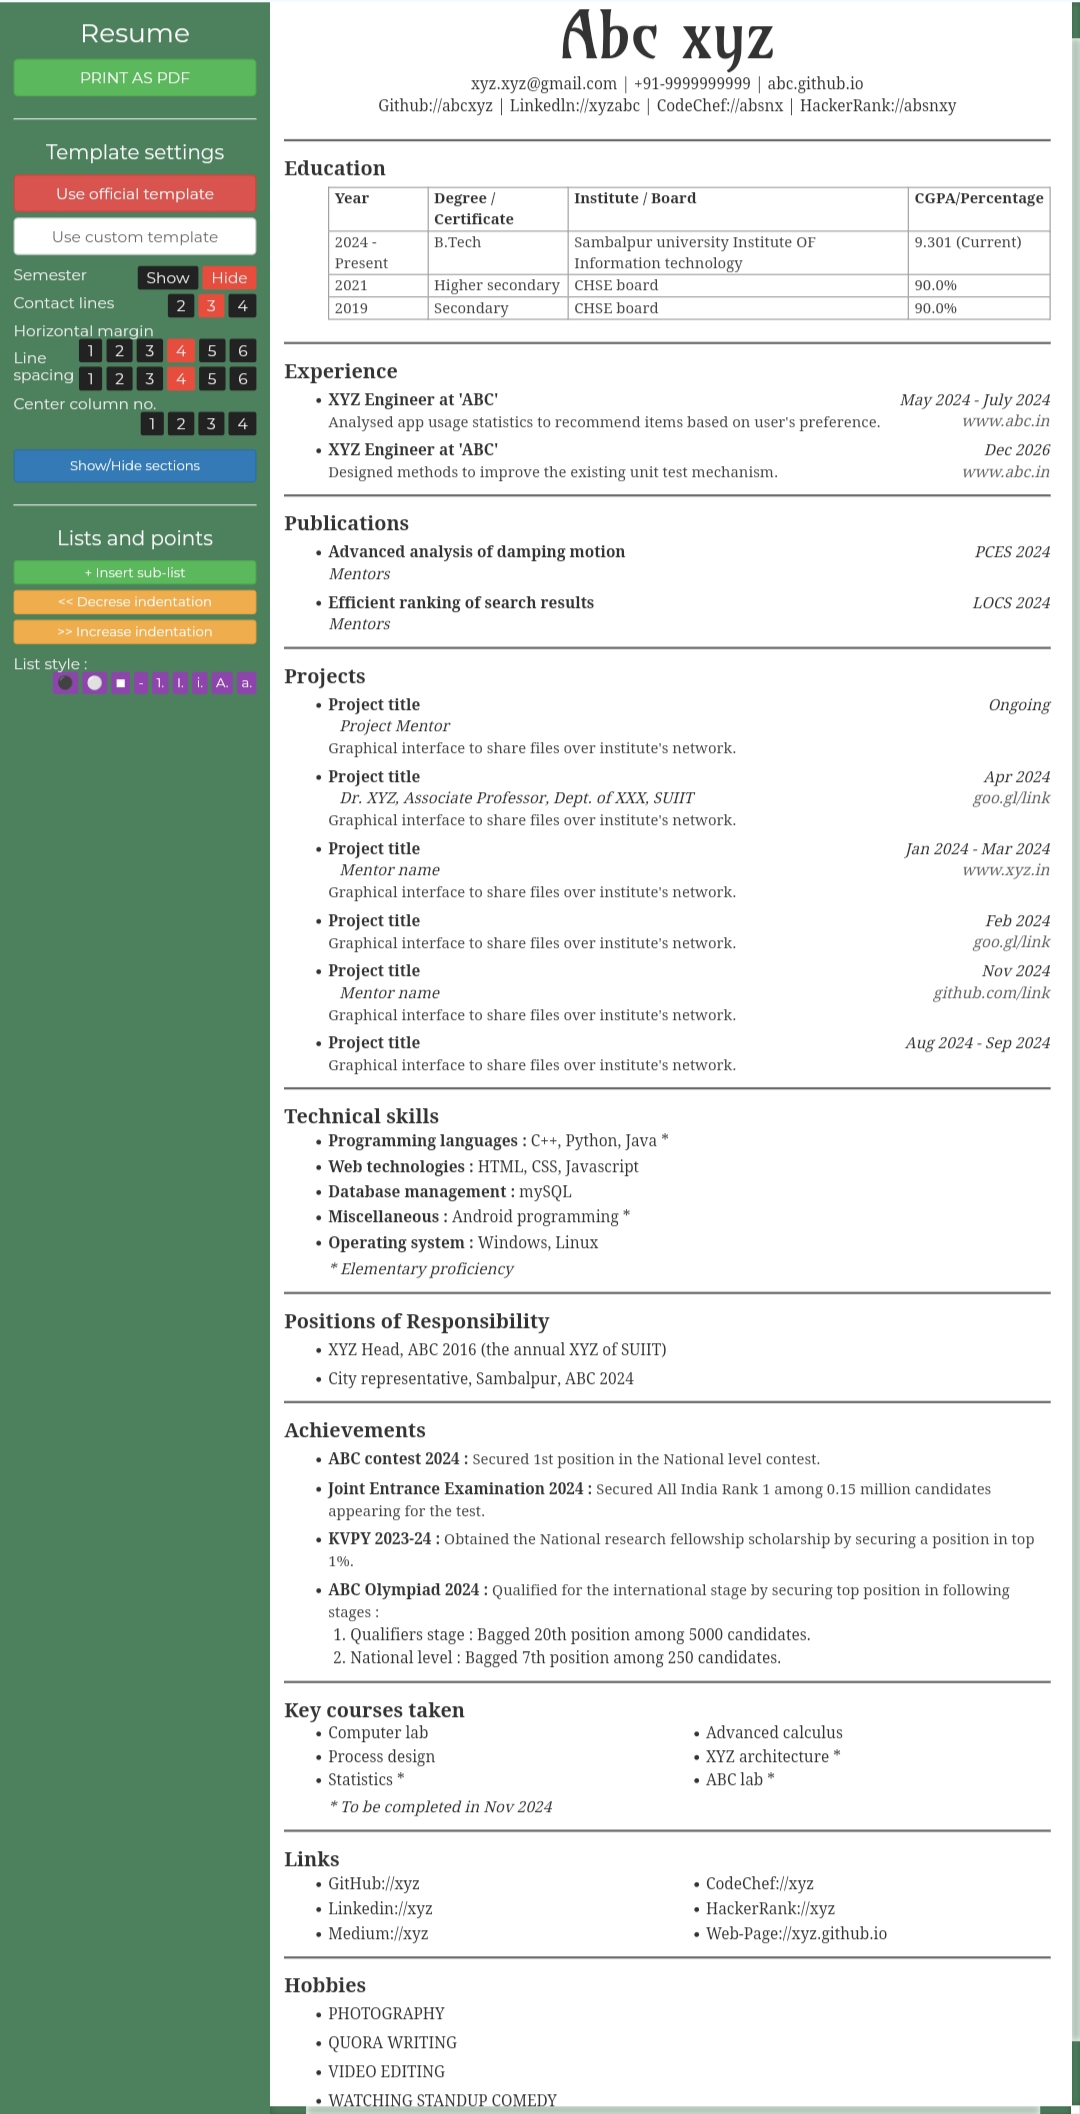 Resume
PRINT AS PDF
Template settings
Use official template
Use custom template
Semester Show Hide
Contact lines 2 3 4
Horizontal margin
1 2 3 4 5 6
Line spacing 1 2 3 4 5 6
Center column no.
1 2 3 4
Show/Hide sections
Lists and points
+ Insert sub-list
<< Decrese indentation
>> Increase indentation
List style :
- 1. I. i. A. a.
Abc xyz
xyz.xyz@gmail.com | +91-9999999999 | abc.github.io
Github://abcxyz | LinkedIn://xyzabc | CodeChef://absnx | HackerRank://absnxy
Education
Year Degree / Certificate Institute / Board CGPA/Percentage
2024 - Present B.Tech Sambalpur university Institute OF Information technology 9.301 (Current)
2021 Higher secondary CHSE board 90.0%
2019 Secondary CHSE board 90.0%
Experience
• XYZ Engineer at 'ABC' May 2024 - July 2024
Analysed app usage statistics to recommend items based on user's preference. www.abc.in
• XYZ Engineer at 'ABC' Dec 2026
Designed methods to improve the existing unit test mechanism. www.abc.in
Publications
• Advanced analysis of damping motion PCES 2024
Mentors
• Efficient ranking of search results LOCS 2024
Mentors
Projects
• Project title Ongoing
Project Mentor
Graphical interface to share files over institute's network.
• Project title Apr 2024
Dr. XYZ, Associate Professor, Dept. of XXX, SUIIT goo.gl/link
Graphical interface to share files over institute's network.
• Project title Jan 2024 - Mar 2024
Mentor name www.xyz.in
Graphical interface to share files over institute's network.
• Project title Feb 2024
Graphical interface to share files over institute's network. goo.gl/link
• Project title Nov 2024
Mentor name github.com/link
Graphical interface to share files over institute's network.
• Project title Aug 2024 - Sep 2024
Graphical interface to share files over institute's network.
Technical skills
• Programming languages : C++, Python, Java *
• Web technologies : HTML, CSS, Javascript
• Database management : mySQL
• Miscellaneous : Android programming *
• Operating system : Windows, Linux
* Elementary proficiency
Positions of Responsibility
• XYZ Head, ABC 2016 (the annual XYZ of SUIIT)
• City representative, Sambalpur, ABC 2024
Achievements
• ABC contest 2024 : Secured 1st position in the National level contest.
• Joint Entrance Examination 2024 : Secured All India Rank 1 among 0.15 million candidates
appearing for the test.
• KVPY 2023-24 : Obtained the National research fellowship scholarship by securing a position in top
1%.
• ABC Olympiad 2024 : Qualified for the international stage by securing top position in following
stages :
1. Qualifiers stage : Bagged 20th position among 5000 candidates.
2. National level : Bagged 7th position among 250 candidates.
Key courses taken
• Computer lab • Advanced calculus
• Process design • XYZ architecture *
• Statistics * • ABC lab *
* To be completed in Nov 2024
Links
• GitHub://xyz • CodeChef://xyz
• Linkedin://xyz • HackerRank://xyz
• Medium://xyz • Web-Page://xyz.github.io
Hobbies
• PHOTOGRAPHY
• QUORA WRITING
• VIDEO EDITING
• WATCHING STANDUP COMEDY